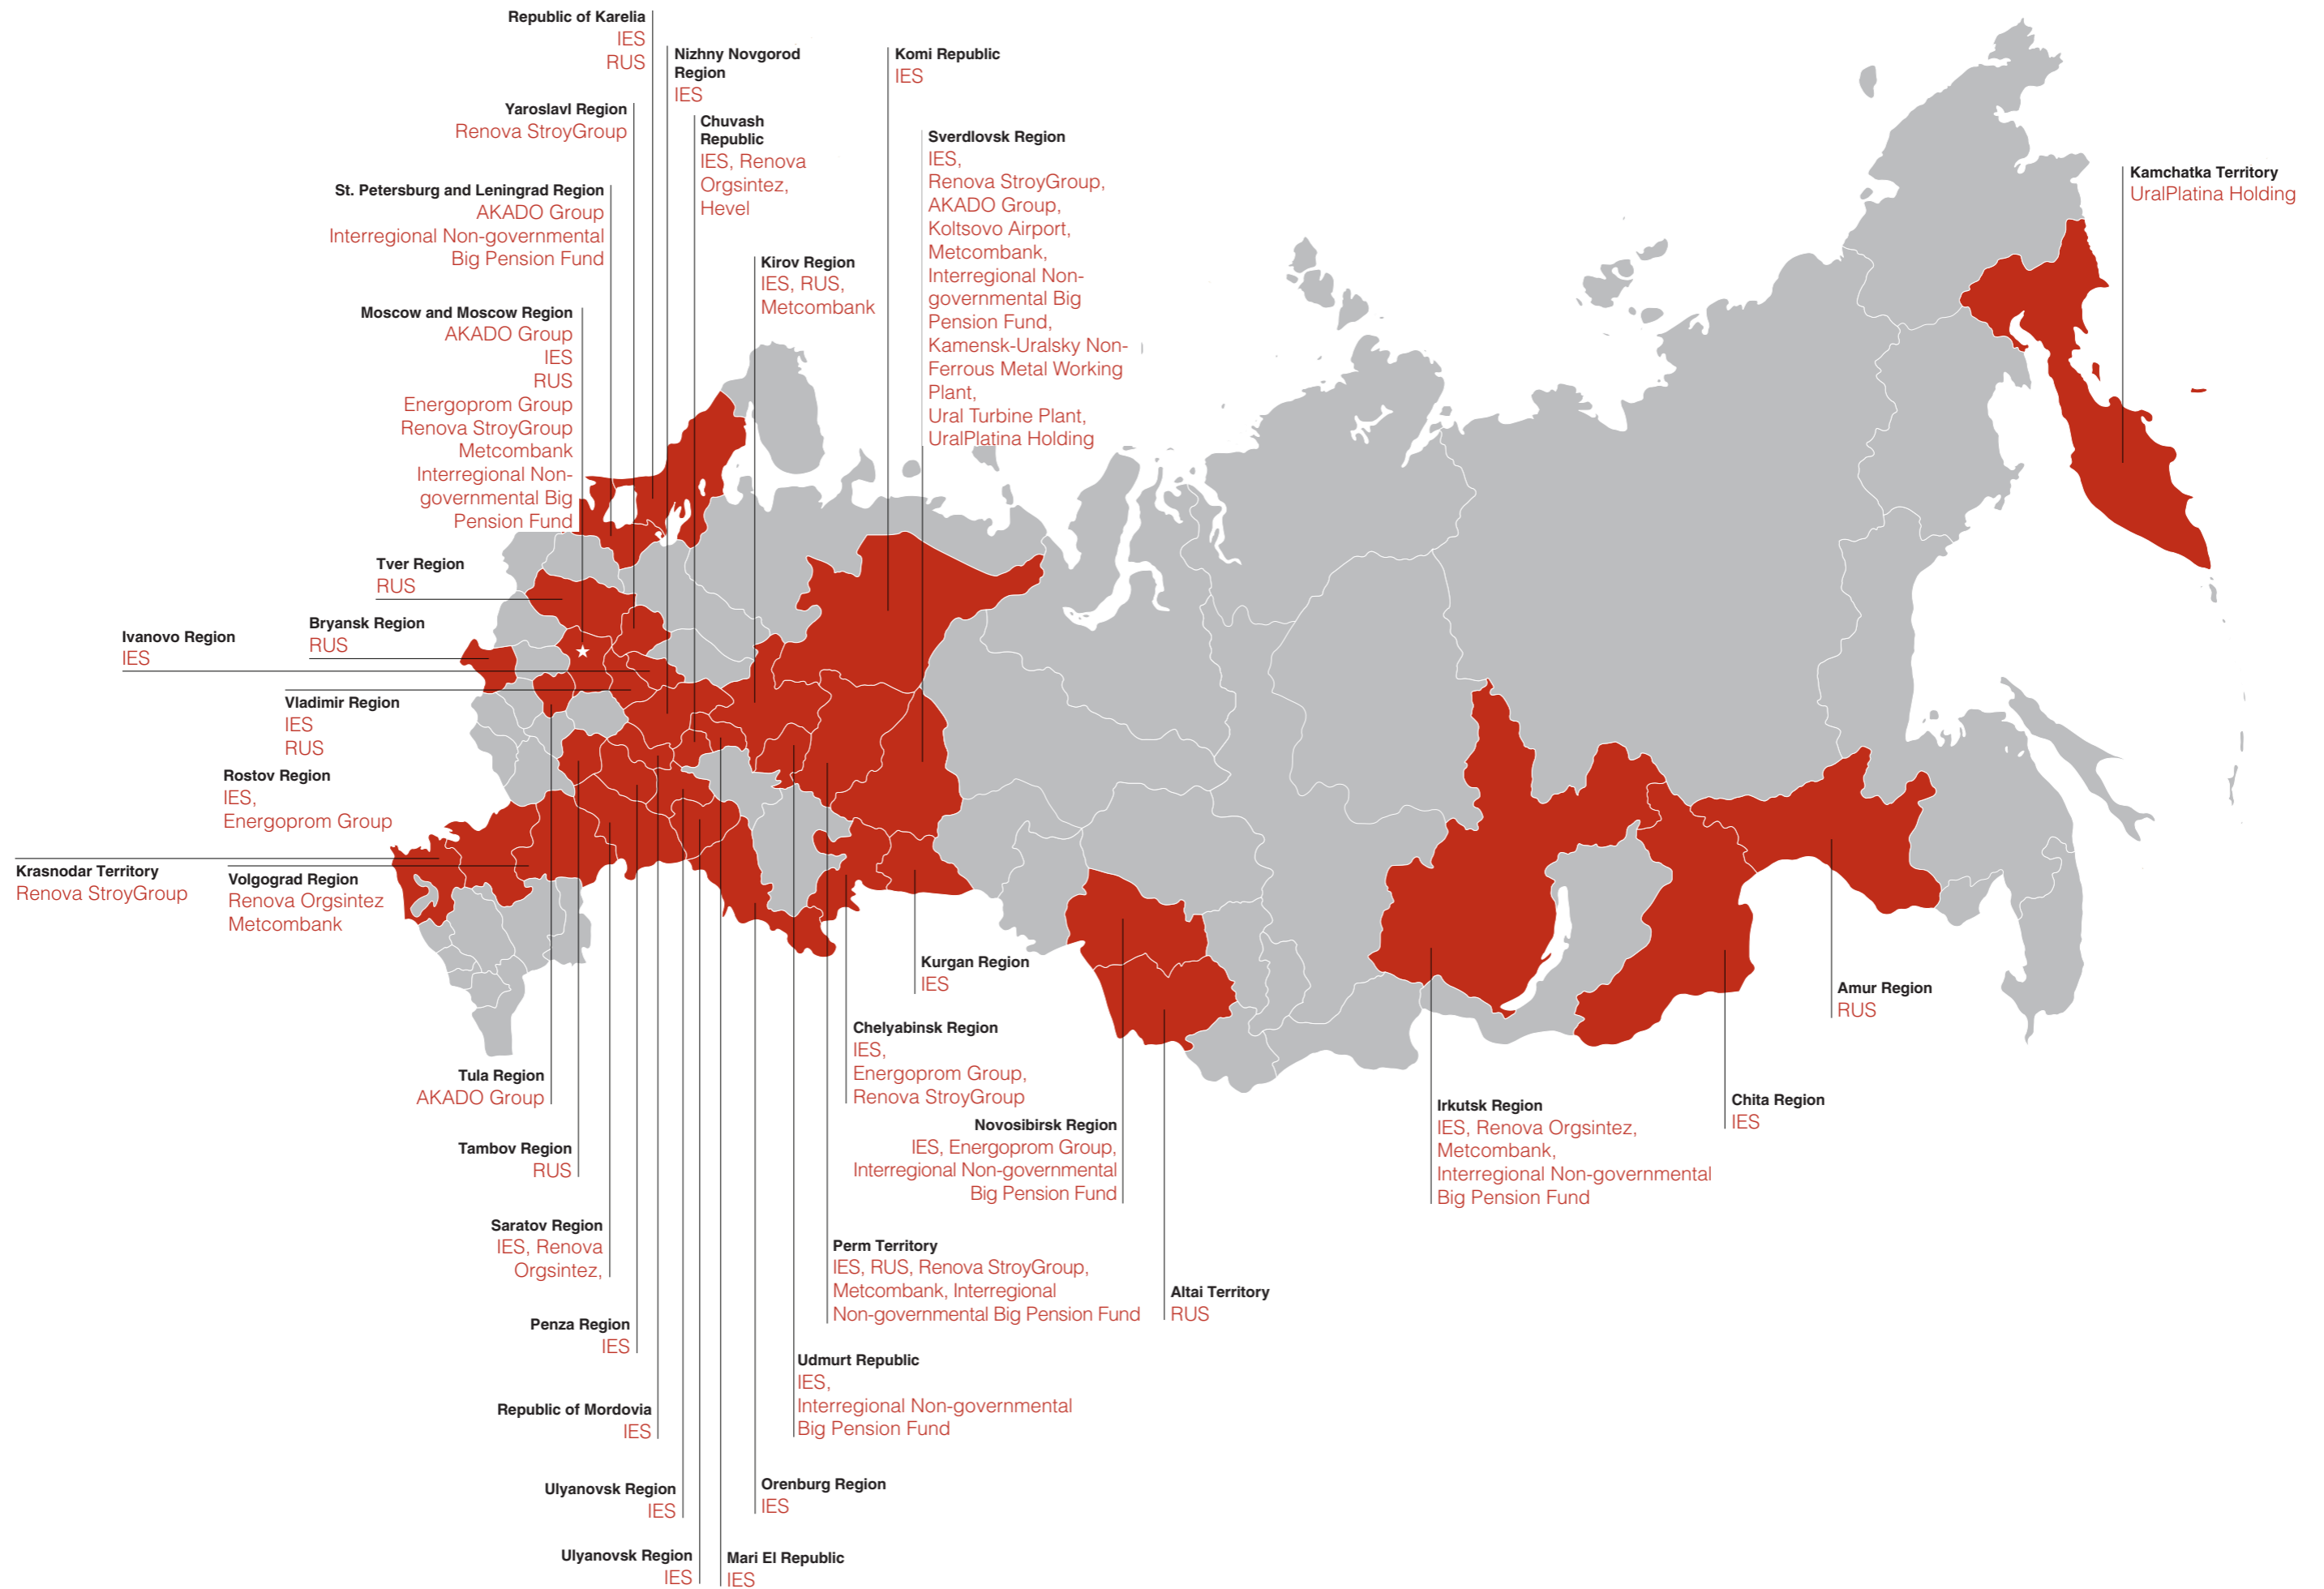 Republic of Karelia
IES
RUS
Nizhny Novgorod
Region
IES
Komi Republic
IES
Yaroslavl Region
Renova StroyGroup
Chuvash
Republic
IES, Renova
Orgsintez,
Hevel
Sverdlovsk Region
IES,
Renova StroyGroup,
AKADO Group,
Koltsovo Airport,
Metcombank,
Interregional Non-
governmental Big
Pension Fund,
Kamensk-Uralsky Non-
Ferrous Metal Working
Plant,
Ural Turbine Plant,
UralPlatina Holding
Kamchatka Territory
UralPlatina Holding
St. Petersburg and Leningrad Region
AKADO Group
Interregional Non-governmental
Big Pension Fund
Kirov Region
IES, RUS,
Metcombank
Moscow and Moscow Region
AKADO Group
IES
RUS
Energoprom Group
Renova StroyGroup
Metcombank
Interregional Non-
governmental Big
Pension Fund
Tver Region
RUS
Bryansk Region
RUS
Ivanovo Region
IES
Vladimir Region
IES
RUS
Rostov Region
IES,
Energoprom Group
Krasnodar Territory
Renova StroyGroup
Volgograd Region
Renova Orgsintez
Metcombank
Kurgan Region
IES
Amur Region
RUS
Chelyabinsk Region
IES,
Energoprom Group,
Renova StroyGroup
Tula Region
AKADO Group
Chita Region
IES
Irkutsk Region
IES, Renova Orgsintez,
Metcombank,
Interregional Non-governmental
Big Pension Fund
Novosibirsk Region
IES, Energoprom Group,
Interregional Non-governmental
Big Pension Fund
Tambov Region
RUS
Saratov Region
IES, Renova
Orgsintez,
Perm Territory
IES, RUS, Renova StroyGroup,
Metcombank, Interregional
Non-governmental Big Pension Fund
Altai Territory
RUS
Penza Region
IES
Udmurt Republic
IES,
Interregional Non-governmental
Big Pension Fund
Republic of Mordovia
IES
Ulyanovsk Region
IES
Orenburg Region
IES
Ulyanovsk Region
IES
Mari El Republic
IES